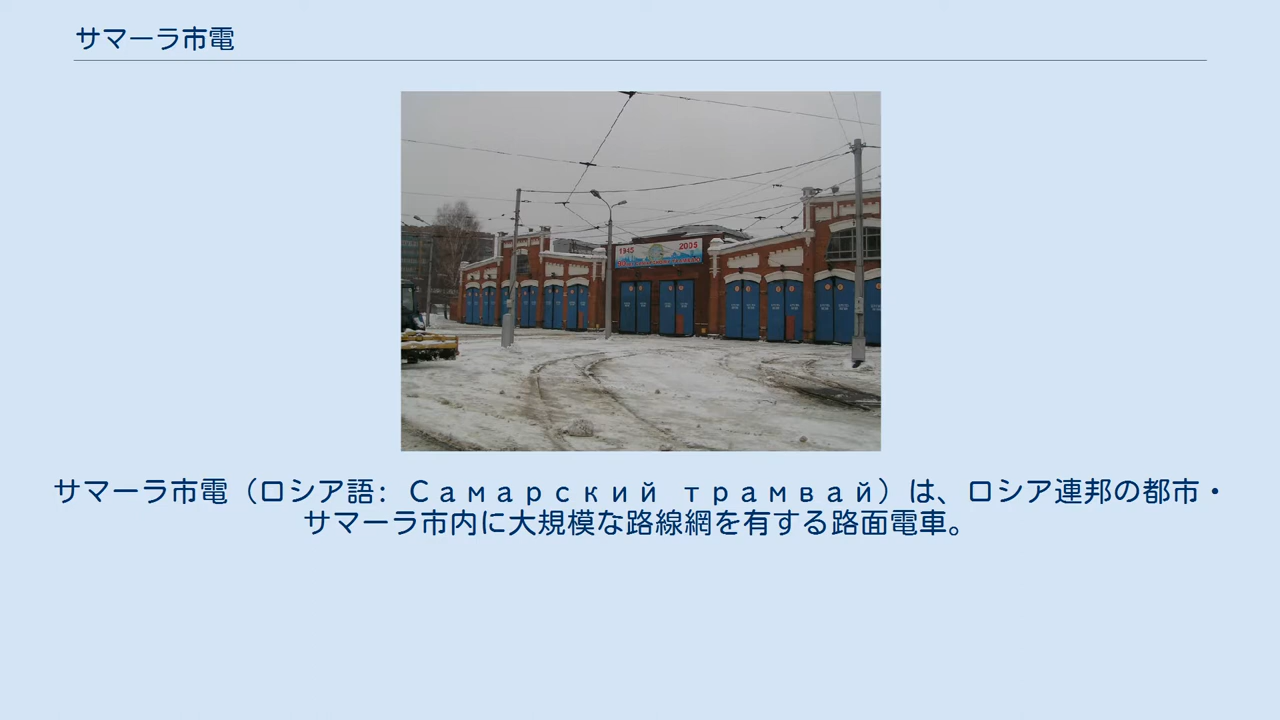 サマーラ市電
1945
2005
サマーラ市電（ロシア語: Самарский трамвай）は、ロシア連邦の都市・
サマーラ市内に大規模な路線網を有する路面電車。